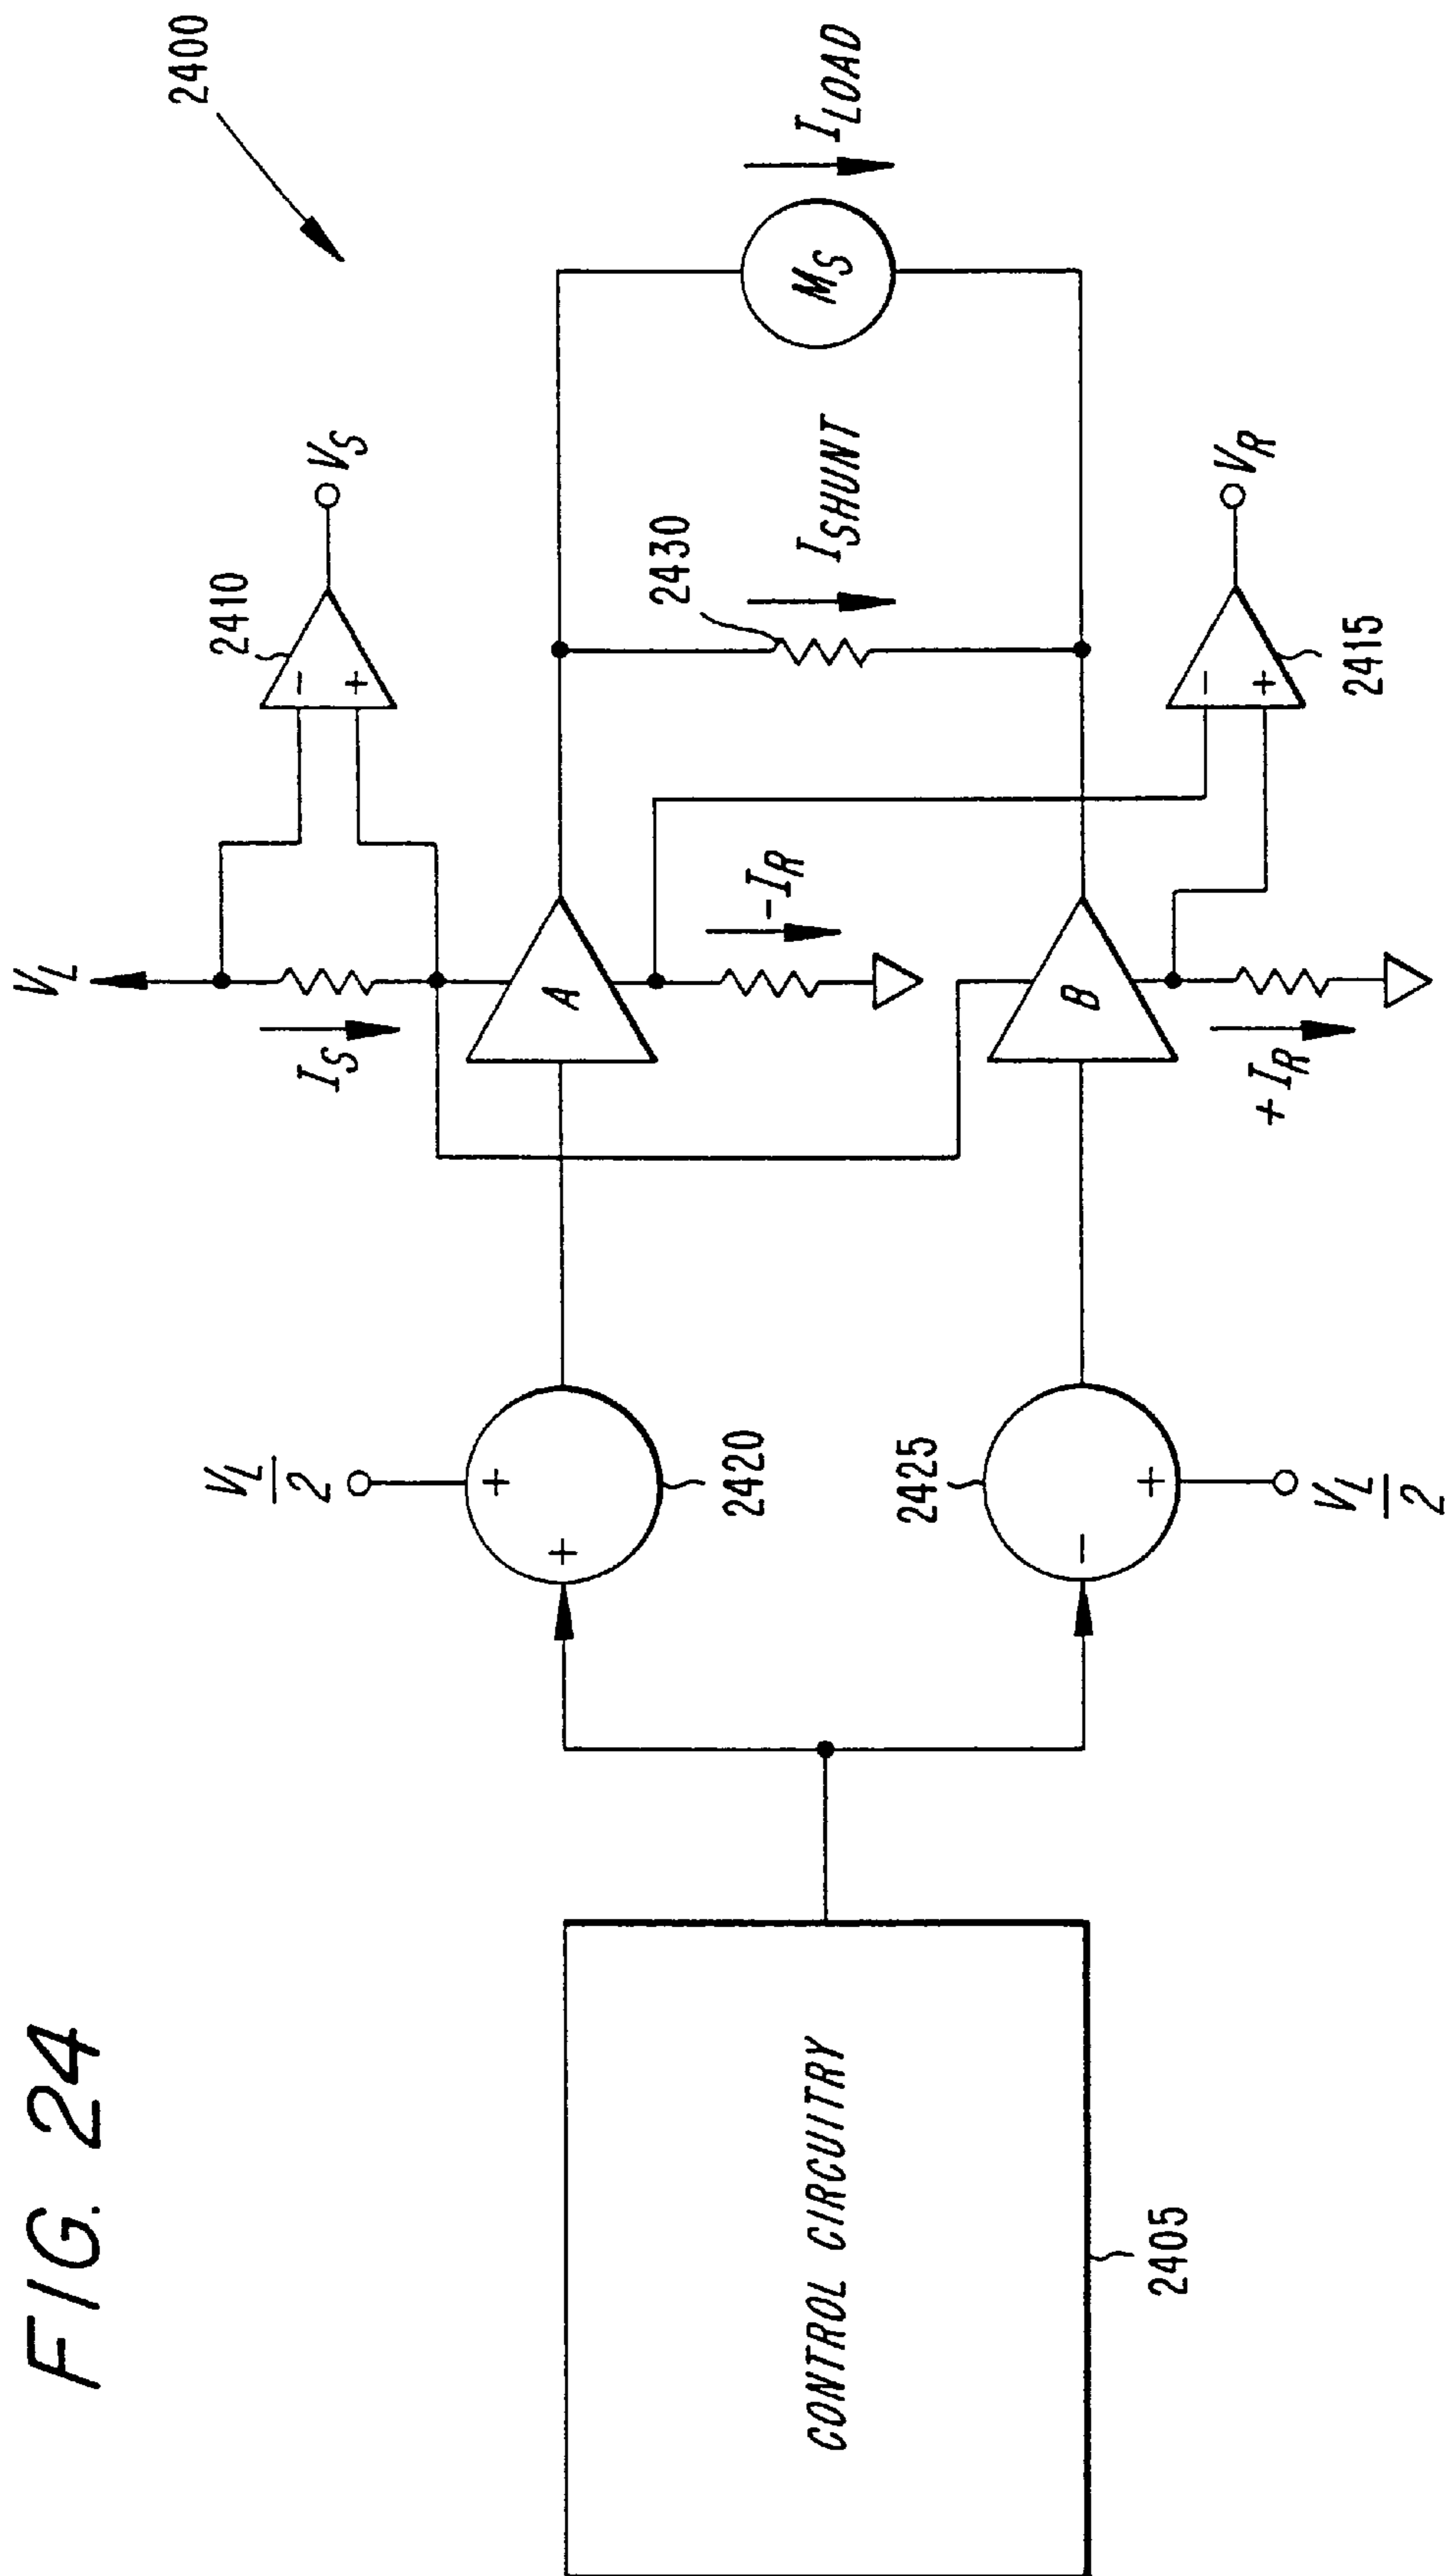 FIG. 24
2400
V_L
I_S
2410
-
+
V_S
A
-I_R
2430
I_SHUNT
M_S
I_LOAD
B
+I_R
-
+
2415
V_R
V_L/2
+
+
2420
2425
-
+
V_L/2
CONTROL CIRCUITRY
2405